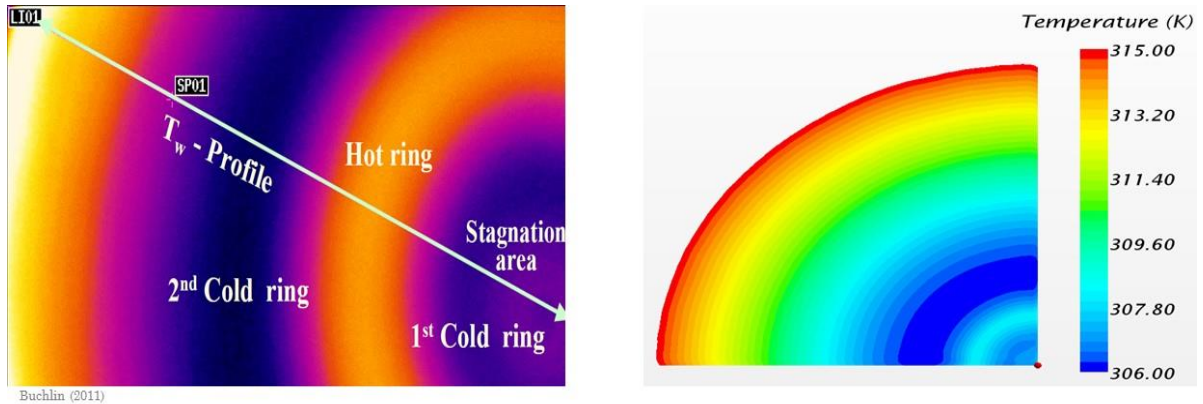 LI01
SP01
Tw - Profile
Hot ring
Stagnation
area
2nd Cold ring
1st Cold ring
Buchlin (2011)
Temperature (K)
315.00
313.20
311.40
309.60
307.80
306.00